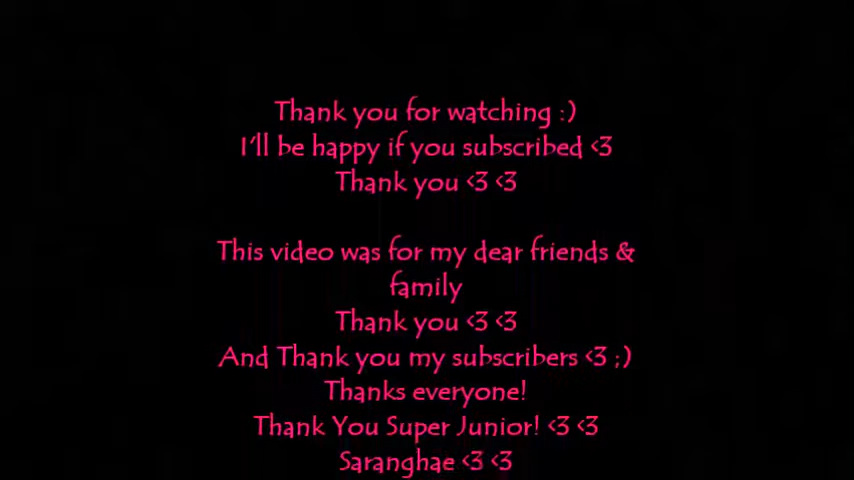 Thank you for watching :)
I'll be happy if you subscribed <3
Thank you <3 <3
This video was for my dear friends &
family
Thank you <3 <3
And Thank you my subscribers <3 ;)
Thanks everyone!
Thank You Super Junior! <3 <3
Saranghae <3 <3